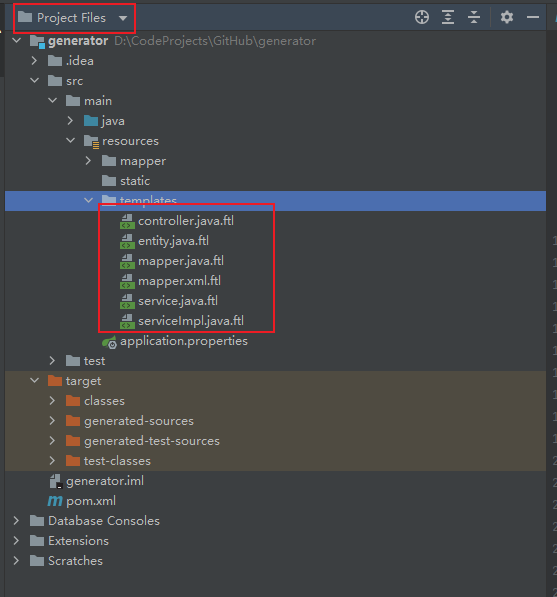 Project Files
generator D:\CodeProjects\GitHub\generator
.idea
src
main
java
resources
mapper
static
templates
controller.java.ftl
entity.java.ftl
mapper.java.ftl
mapper.xml.ftl
service.java.ftl
serviceImpl.java.ftl
application.properties
test
target
classes
generated-sources
generated-test-sources
test-classes
generator.iml
pom.xml
Database Consoles
Extensions
Scratches